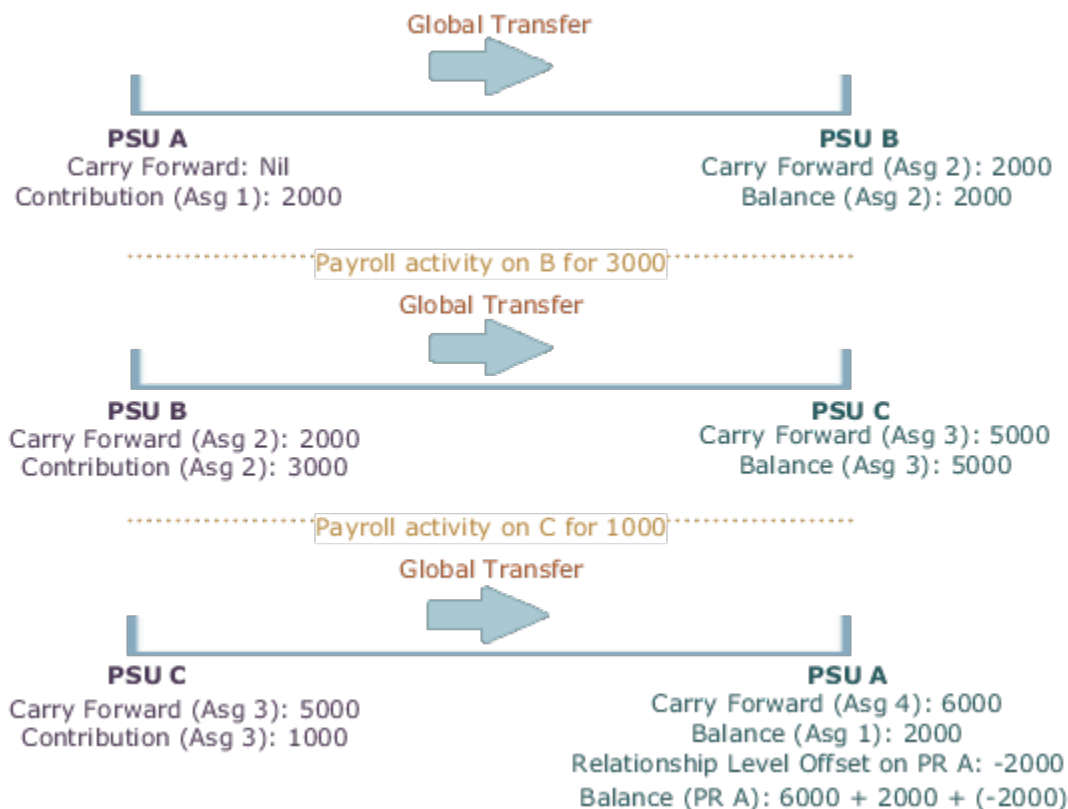 Global Transfer
PSU A
Carry Forward: Nil
Contribution (Asg 1): 2000
PSU B
Carry Forward (Asg 2): 2000
Balance (Asg 2): 2000
Payroll activity on B for 3000
Global Transfer
PSU B
Carry Forward (Asg 2): 2000
Contribution (Asg 2): 3000
PSU C
Carry Forward (Asg 3): 5000
Balance (Asg 3): 5000
Payroll activity on C for 1000
Global Transfer
PSU C
Carry Forward (Asg 3): 5000
Contribution (Asg 3): 1000
PSU A
Carry Forward (Asg 4): 6000
Balance (Asg 1): 2000
Relationship Level Offset on PR A: -2000
Balance (PR A): 6000 + 2000 + (-2000)